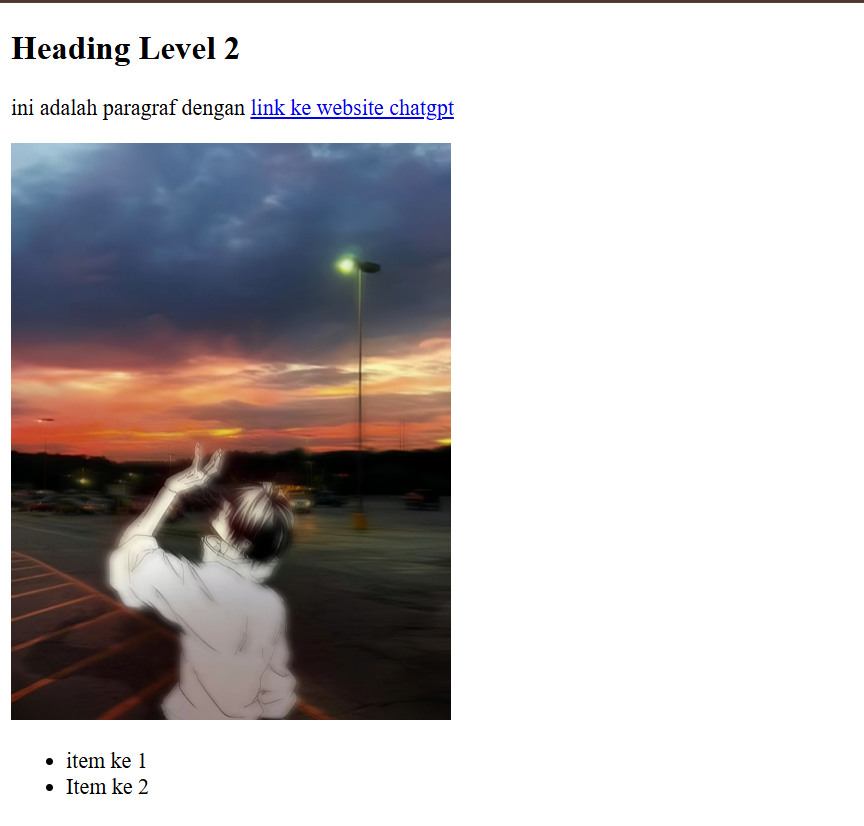 Heading Level 2
ini adalah paragraf dengan link ke website chatgpt
item ke 1
Item ke 2